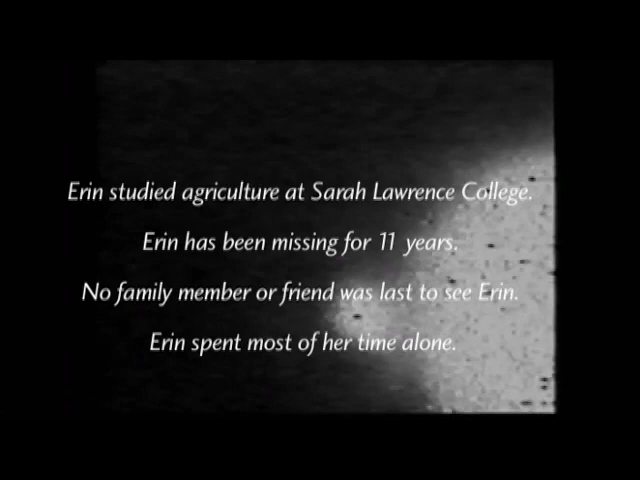 Erin studied agriculture at Sarah Lawrence College.
Erin has been missing for 11 years.
No family member or friend was last to see Erin.
Erin spent most of her time alone.